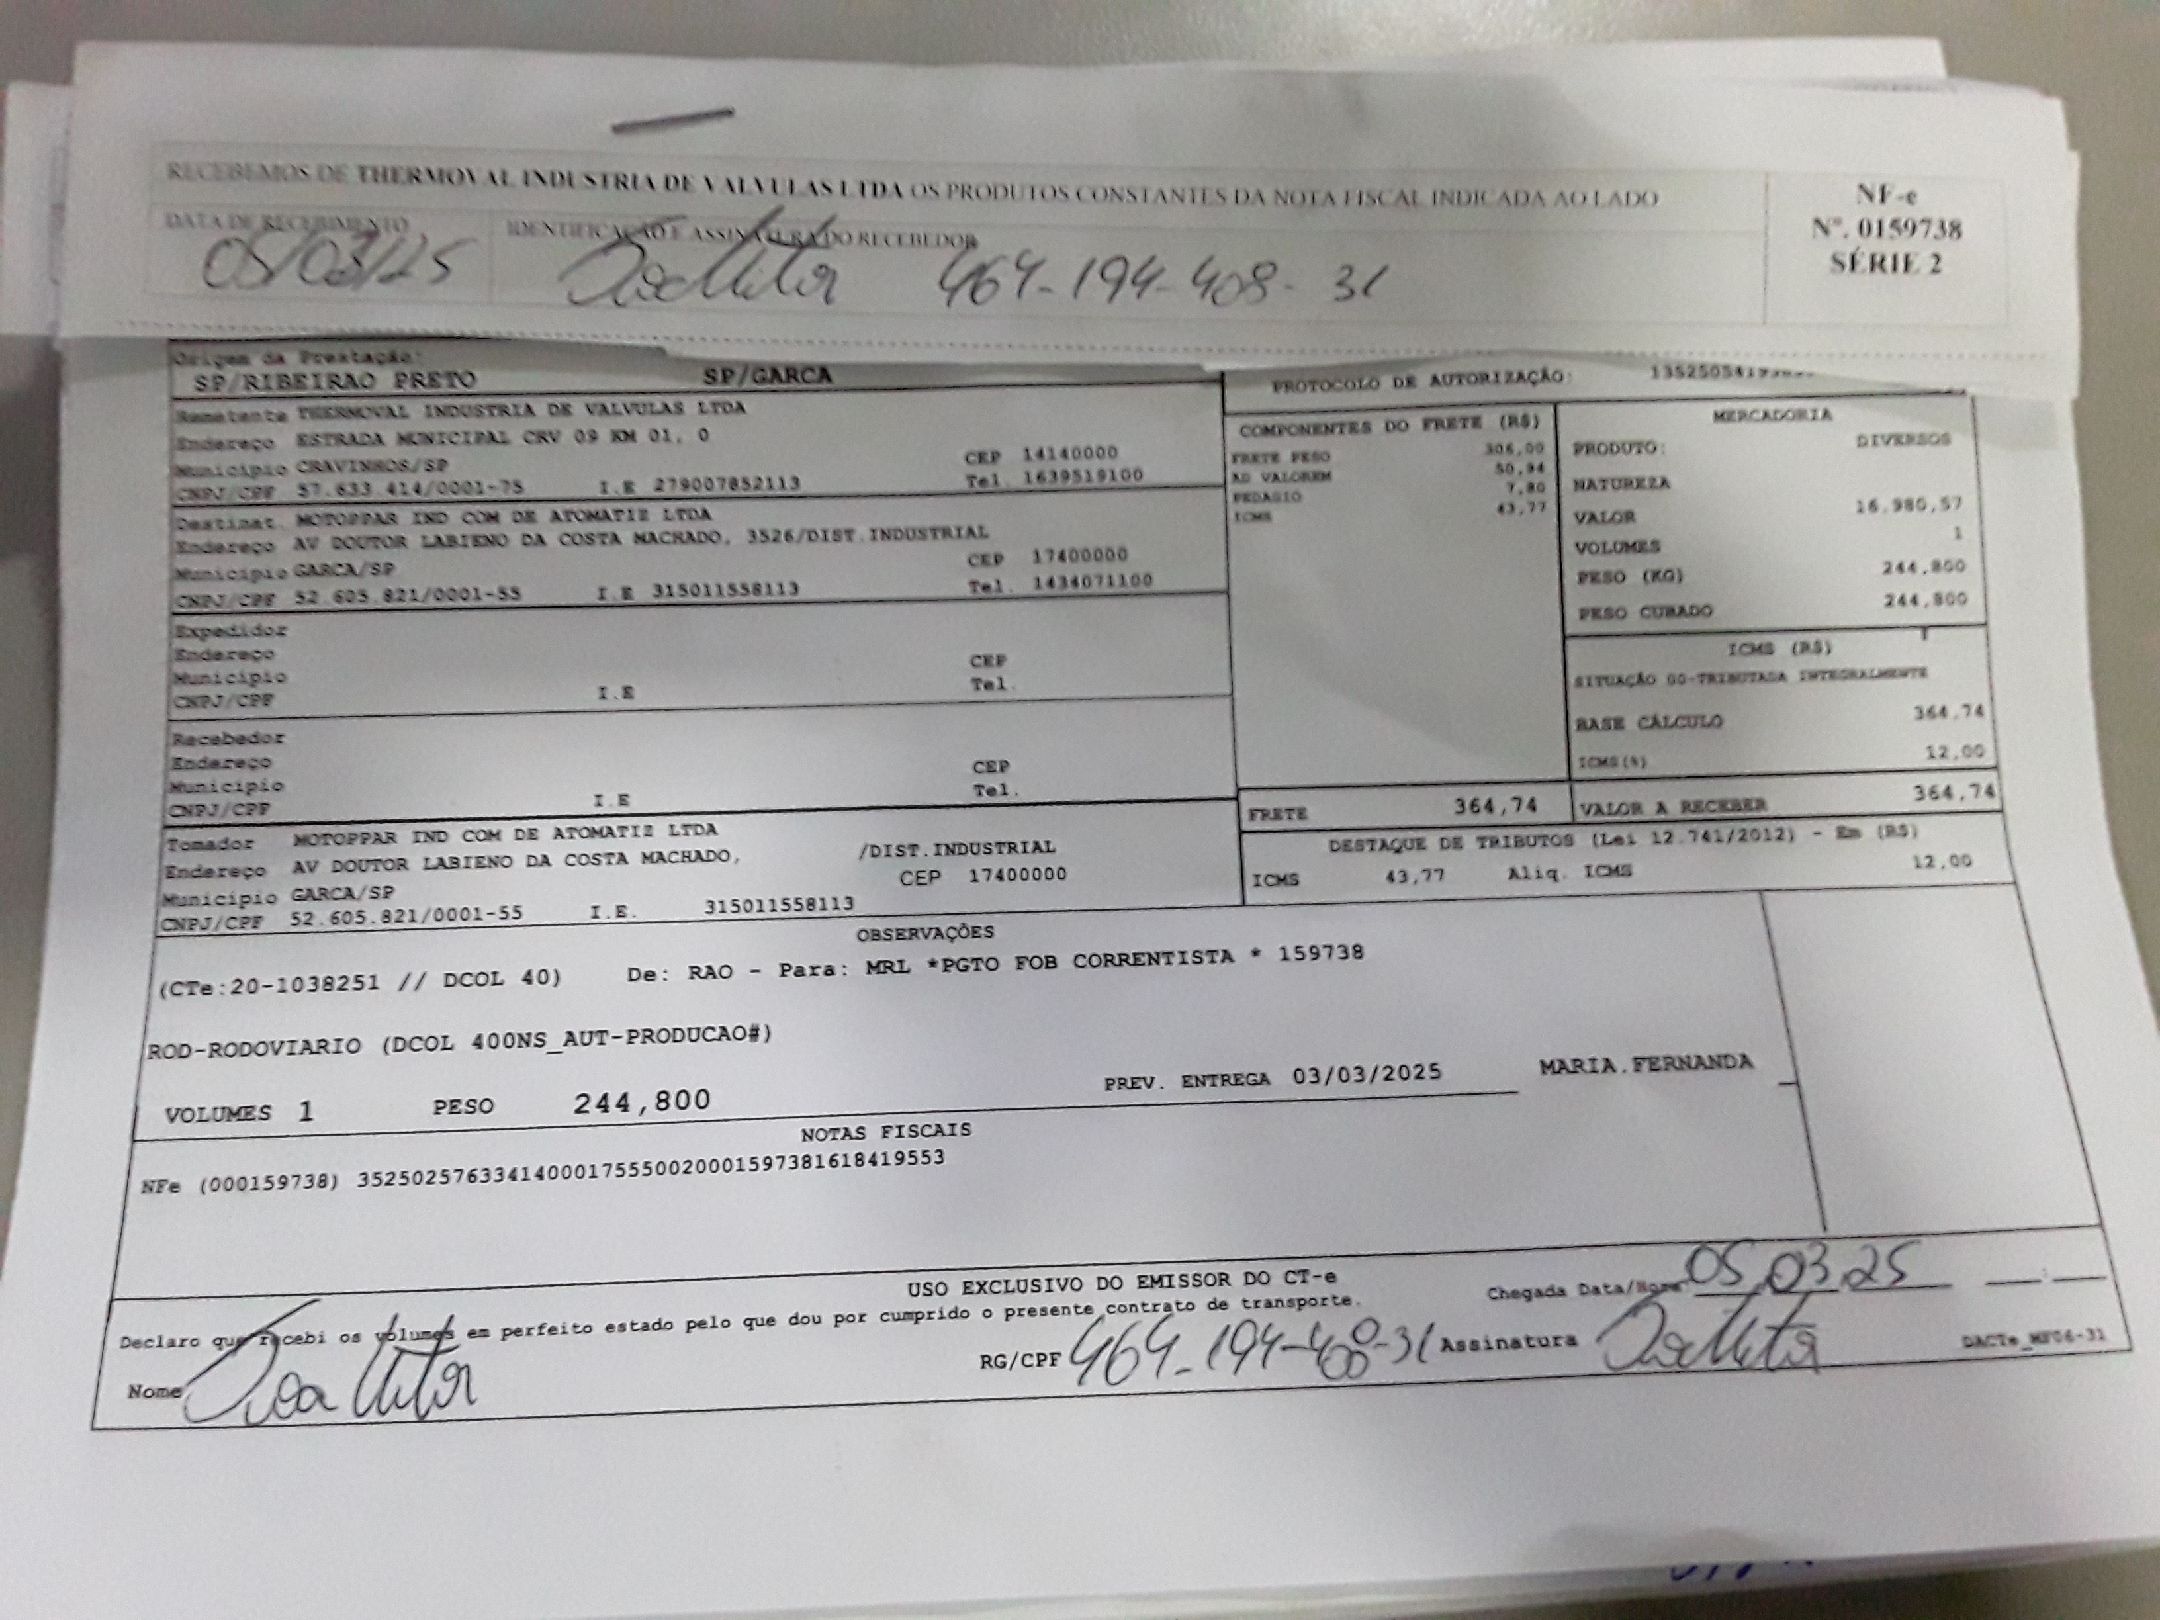 RECEBEMOS DE THERMOVAL INDUSTRIA DE VALVULAS LTDA OS PRODUTOS CONSTANTES DA NOTA FISCAL INDICADA AO LADO
NF-e
Nº. 0159738
SÉRIE 2
DATA DE RECEBIMENTO
IDENTIFICAÇÃO E ASSINATURA DO RECEBEDOR
05/03/25
464-194-408-31
Origem da Prestação:
SP/RIBEIRAO PRETO SP/GARCA
Remetente THERMOVAL INDUSTRIA DE VALVULAS LTDA
Endereço ESTRADA MUNICIPAL CRV 09 KM 01, 0
Município CRAVINHOS/SP CEP 14140000
CNPJ/CPF 57.633.414/0001-75 I.E 279007852113 Tel. 1639519100
Destinat. MOTOPPAR IND COM DE ATOMATIZ LTDA
Endereço AV DOUTOR LABIENO DA COSTA MACHADO, 3526/DIST.INDUSTRIAL
Município GARCA/SP CEP 17400000
CNPJ/CPF 52.605.821/0001-55 I.E 315011558113 Tel. 1434071100
Expedidor
Endereço
Município CEP
CNPJ/CPF I.E Tel.
Recebedor
Endereço
Município CEP
CNPJ/CPF I.E Tel.
Tomador MOTOPPAR IND COM DE ATOMATIZ LTDA
Endereço AV DOUTOR LABIENO DA COSTA MACHADO, /DIST.INDUSTRIAL
Município GARCA/SP CEP 17400000
CNPJ/CPF 52.605.821/0001-55 I.E. 315011558113
PROTOCOLO DE AUTORIZAÇÃO:
COMPONENTES DO FRETE (R$)
FRETE PESO 306,00
AD VALOREM 50,94
PEDAGIO 7,80
ICMS 43,77
MERCADORIA
PRODUTO: DIVERSOS
NATUREZA
VALOR 16.980,57
VOLUMES 1
PESO (KG) 244,800
PESO CUBADO 244,800
ICMS (R$)
SITUAÇÃO 00-TRIBUTADA INTEGRALMENTE
BASE CÁLCULO 364,74
ICMS(%) 12,00
FRETE 364,74 VALOR A RECEBER 364,74
DESTAQUE DE TRIBUTOS (Lei 12.741/2012) - Em (R$)
ICMS 43,77 Aliq. ICMS 12,00
OBSERVAÇÕES
(CTe:20-1038251 // DCOL 40) De: RAO - Para: MRL *PGTO FOB CORRENTISTA * 159738
ROD-RODOVIARIO (DCOL 400NS_AUT-PRODUCAO#)
VOLUMES 1 PESO 244,800 PREV. ENTREGA 03/03/2025 MARIA.FERNANDA
NOTAS FISCAIS
NFe (000159738) 35250257633414000175550020001597381618419553
USO EXCLUSIVO DO EMISSOR DO CT-e
Declaro que recebi os volumes em perfeito estado pelo que dou por cumprido o presente contrato de transporte.
Chegada Data/Hora 05.03.25
Nome
RG/CPF 464-194-408-31 Assinatura
DACTe_MF06-31